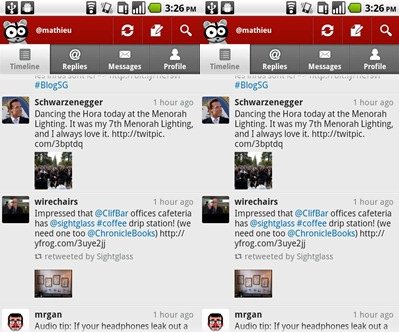 3:26 PM
@mathieu
Timeline Replies Messages Profile
#BlogSG
Schwarzenegger 1 hour ago
Dancing the Hora today at the Menorah
Lighting. It was my 7th Menorah Lighting,
and I always love it. http://twitpic.
com/3bptdq
wirechairs 1 hour ago
Impressed that @ClifBar offices cafeteria
has @sightglass #coffee drip station! (we
need one too @ChronicleBooks) http://
yfrog.com/3uye2jj
retweeted by Sightglass
mrgan 1 hour ago
Audio tip: If your headphones leak out a
3:26 PM
@mathieu
Timeline Replies Messages Profile
#BlogSG
Schwarzenegger 1 hour ago
Dancing the Hora today at the Menorah
Lighting. It was my 7th Menorah Lighting,
and I always love it. http://twitpic.
com/3bptdq
wirechairs 1 hour ago
Impressed that @ClifBar offices cafeteria
has @sightglass #coffee drip station! (we
need one too @ChronicleBooks) http://
yfrog.com/3uye2jj
retweeted by Sightglass
mrgan 1 hour ago
Audio tip: If your headphones leak out a